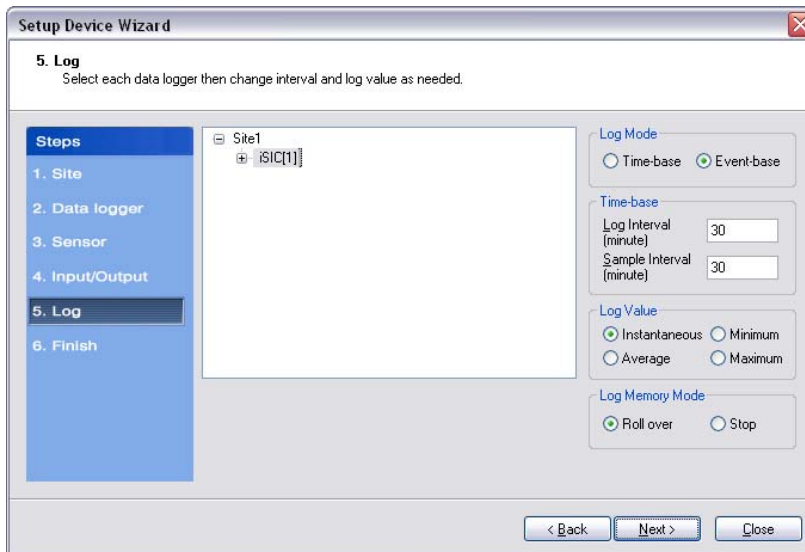 Setup Device Wizard
5. Log
Select each data logger then change interval and log value as needed.
Steps
1. Site
2. Data logger
3. Sensor
4. Input/Output
5. Log
6. Finish
Site1
iSIC[1]
Log Mode
Time-base Event-base
Time-base
Log Interval
(minute)
30
Sample Interval
(minute)
30
Log Value
Instantaneous Minimum
Average Maximum
Log Memory Mode
Roll over Stop
< Back Next > Close